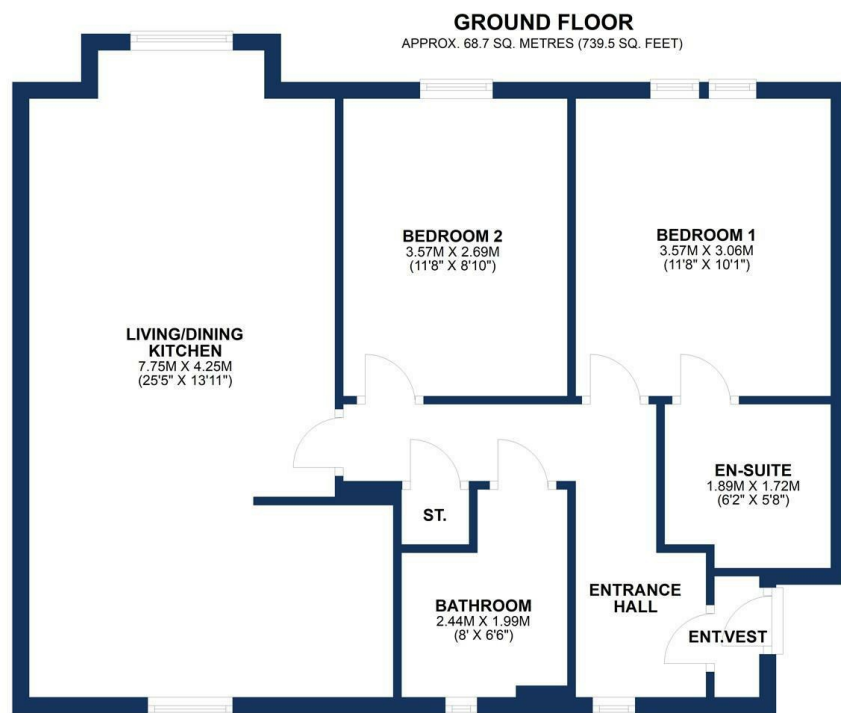 GROUND FLOOR
APPROX. 68.7 SQ. METRES (739.5 SQ. FEET)
BEDROOM 2
3.57M X 2.69M
(11'8" X 8'10")
BEDROOM 1
3.57M X 3.06M
(11'8" X 10'1")
LIVING/DINING
KITCHEN
7.75M X 4.25M
(25'5" X 13'11")
EN-SUITE
1.89M X 1.72M
(6'2" X 5'8")
ST.
BATHROOM
2.44M X 1.99M
(8' X 6'6")
ENTRANCE
HALL
ENT.VEST